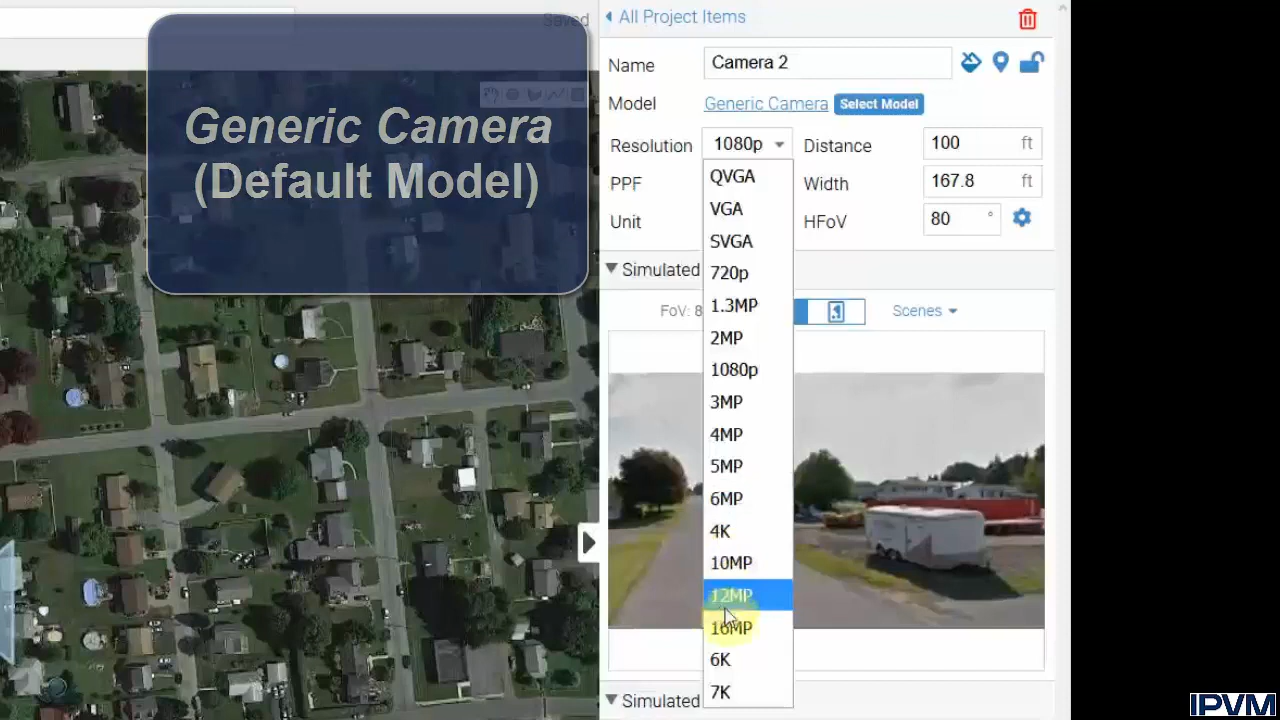 Saved
Generic Camera
(Default Model)
All Project Items
Name Camera 2
Model Generic Camera Select Model
Resolution 1080p Distance 100 ft
PPF Width 167.8 ft
Unit HFoV 80 °
Simulated
FoV: 8 Scenes
QVGA
VGA
SVGA
720p
1.3MP
2MP
1080p
3MP
4MP
5MP
6MP
4K
10MP
12MP
16MP
6K
7K
Simulated
IPVM